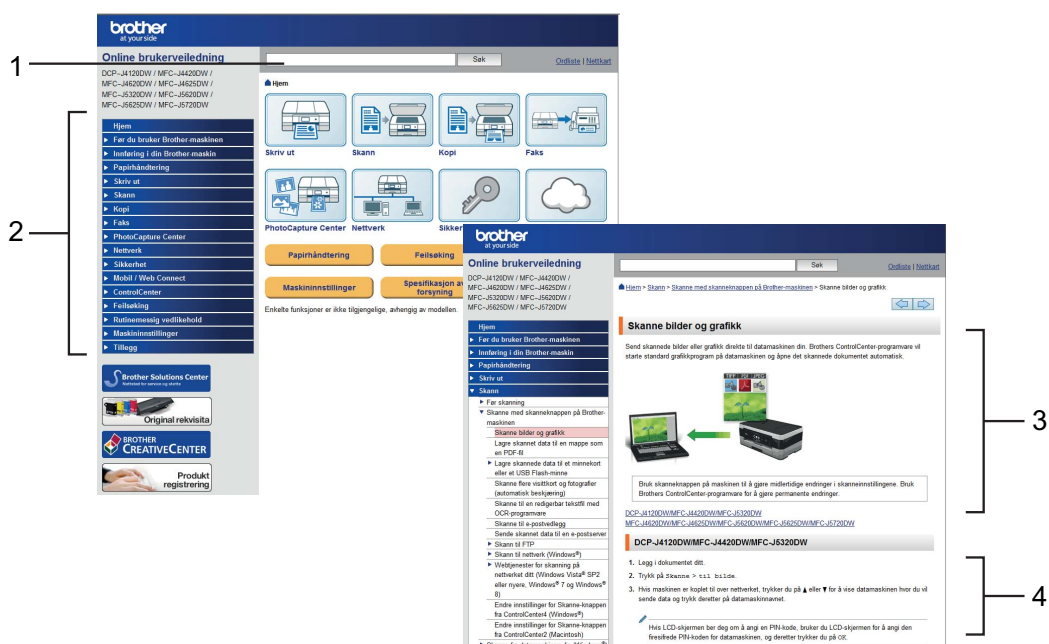 brother
at your side
Online brukerveiledning
DCP-J4120DW / MFC-J4420DW /
MFC-J4620DW / MFC-J4625DW /
MFC-J5320DW / MFC-J5620DW /
MFC-J5625DW / MFC-J5720DW
Søk
Ordliste | Nettkart
1
2
Hjem
Før du bruker Brother-maskinen
Innføring i din Brother-maskin
Papirhåndtering
Skriv ut
Skann
Kopi
Faks
PhotoCapture Center
Nettverk
Sikkerhet
Mobil / Web Connect
ControlCenter
Feilsøking
Rutinemessig vedlikehold
Maskininnstillinger
Tillegg
Brother Solutions Center
Nettsted for service og støtte
Original rekvisita
BROTHER
CREATIVECENTER
Produkt
registrering
Hjem
Skriv ut
Skann
Kopi
Faks
PhotoCapture Center
Nettverk
Sikker
Papirhåndtering
Feilsøking
Maskininnstillinger
Spesifikasjon av
forsyning
Enkelte funksjoner er ikke tilgjengelige, avhengig av modellen.
brother
at your side
Online brukerveiledning
DCP-J4120DW / MFC-J4420DW /
MFC-J4620DW / MFC-J4625DW /
MFC-J5320DW / MFC-J5620DW /
MFC-J5625DW / MFC-J5720DW
Søk
Ordliste | Nettkart
Hjem
Før du bruker Brother-maskinen
Innføring i din Brother-maskin
Papirhåndtering
Skriv ut
Skann
Før skanning
Skanne med skanneknappen på Brother-
maskinen
Skanne bilder og grafikk
Lagre skannet data til en mappe som
en PDF-fil
Lagre skannede data til et minnekort
eller et USB Flash-minne
Skanne flere visittkort og fotografier
(automatisk beskjæring)
Skanne til en redigerbar tekstfil med
OCR-programvare
Skanne til e-postvedlegg
Sende skannet data til en e-postserver
Skann til FTP
Skann til nettverk (Windows®)
Webtjenester for skanning på
nettverket ditt (Windows Vista® SP2
eller nyere, Windows® 7 og Windows®
8)
Endre innstillinger for Skanne-knappen
fra ControlCenter4 (Windows®)
Endre innstillinger for Skanne-knappen
fra ControlCenter2 (Macintosh)
Hjem > Skann > Skanne med skanneknappen på Brother-maskinen > Skanne bilder og grafikk
Skanne bilder og grafikk
Send skannede bilder eller grafikk direkte til datamaskinen din. Brothers ControlCenter-programvare vil
starte standard grafikkprogram på datamaskinen og åpne det skannede dokumentet automatisk.
TIFF PDF JPEG
Bruk skanneknappen på maskinen til å gjøre midlertidige endringer i skanneinnstillingene. Bruk
Brothers ControlCenter-programvare for å gjøre permanente endringer.
DCP-J4120DW/MFC-J4420DW/MFC-J5320DW
MFC-J4620DW/MFC-J4625DW/MFC-J5620DW/MFC-J5625DW/MFC-J5720DW
3
DCP-J4120DW/MFC-J4420DW/MFC-J5320DW
1. Legg i dokumentet ditt.
2. Trykk på Skanne > til bilde.
3. Hvis maskinen er koplet til over nettverket, trykker du på ▲ eller ▼ for å vise datamaskinen hvor du vil
sende data og trykk deretter på datamaskinnavnet.
Hvis LCD-skjermen ber deg om å angi en PIN-kode, bruker du LCD-skjermen for å angi den
firesifrede PIN-koden for datamaskinen, og deretter trykker du på OK.
4